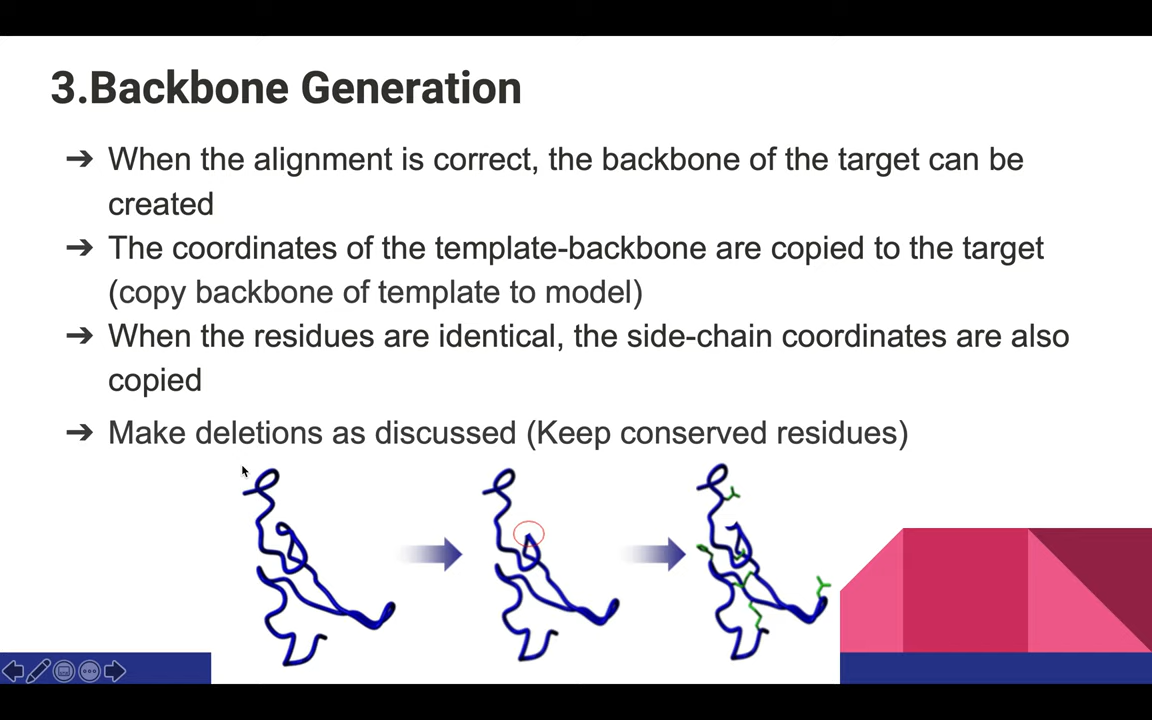 3.Backbone Generation
➔ When the alignment is correct, the backbone of the target can be
created
➔ The coordinates of the template-backbone are copied to the target
(copy backbone of template to model)
➔ When the residues are identical, the side-chain coordinates are also
copied
➔ Make deletions as discussed (Keep conserved residues)